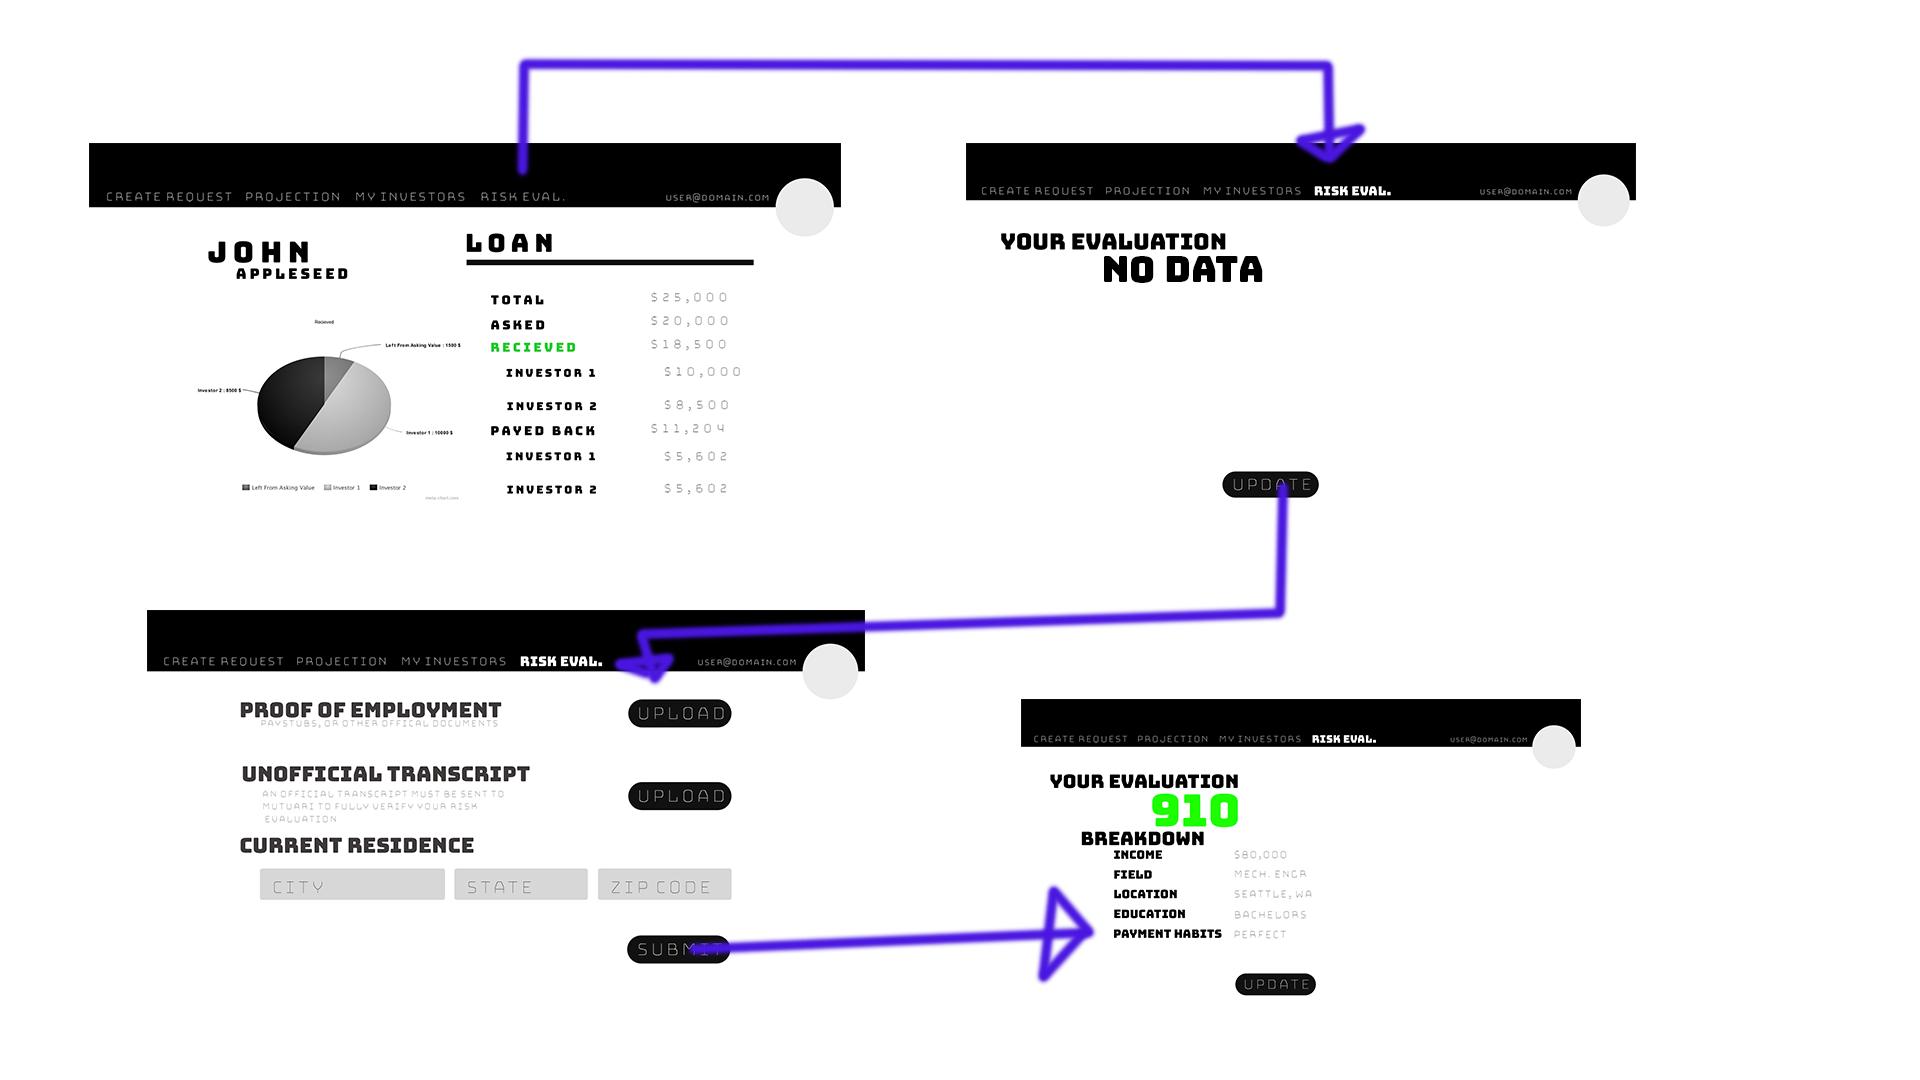 CREATE REQUEST PROJECTION MY INVESTORS RISK EVAL. USER@DOMAIN.COM
JOHN
APPLESEED
Recieved
Left From Asking Value : 1500 $
Investor 2 : 8500 $
Investor 1 : 10000 $
Left From Asking Value Investor 1 Investor 2
meta-chart.com
LOAN
TOTAL $25,000
ASKED $20,000
RECIEVED $18,500
INVESTOR 1 $10,000
INVESTOR 2 $8,500
PAYED BACK $11,204
INVESTOR 1 $5,602
INVESTOR 2 $5,602
CREATE REQUEST PROJECTION MY INVESTORS RISK EVAL. USER@DOMAIN.COM
YOUR EVALUATION
NO DATA
UPDATE
CREATE REQUEST PROJECTION MY INVESTORS RISK EVAL. USER@DOMAIN.COM
PROOF OF EMPLOYMENT UPLOAD
PAYSTUBS, OR OTHER OFFICAL DOCUMENTS
UNOFFICIAL TRANSCRIPT UPLOAD
AN OFFICIAL TRANSCRIPT MUST BE SENT TO
MUTUARI TO FULLY VERIFY YOUR RISK
EVALUATION
CURRENT RESIDENCE
CITY STATE ZIP CODE
SUBMIT
CREATE REQUEST PROJECTION MY INVESTORS RISK EVAL. USER@DOMAIN.COM
YOUR EVALUATION
910
BREAKDOWN
INCOME $80,000
FIELD MECH. ENGR
LOCATION SEATTLE, WA
EDUCATION BACHELORS
PAYMENT HABITS PERFECT
UPDATE